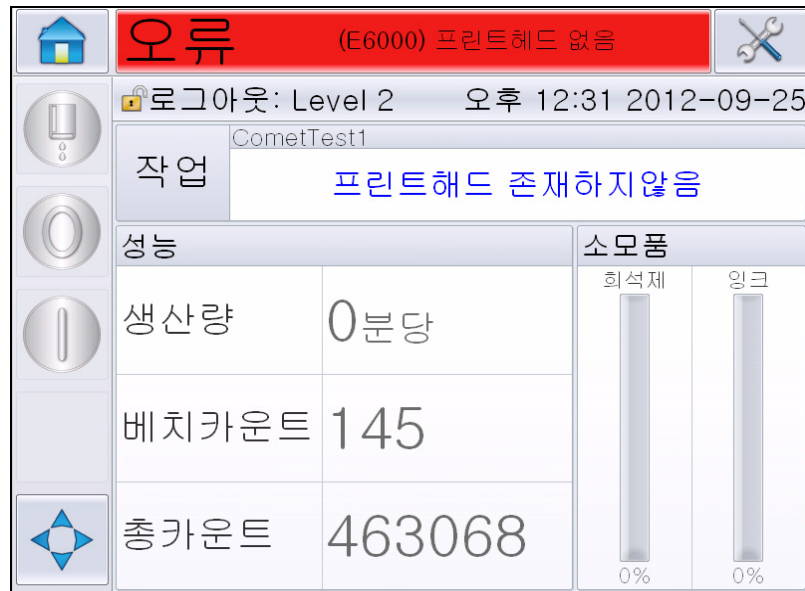 오류 (E6000) 프린트헤드 없음
로그아웃: Level 2 오후 12:31 2012-09-25
CometTest1
작업 프린트해드 존재하지않음
성능 소모품
희석제 잉크
생산량 0분당
베치카운트 145
총카운트 463068
0% 0%